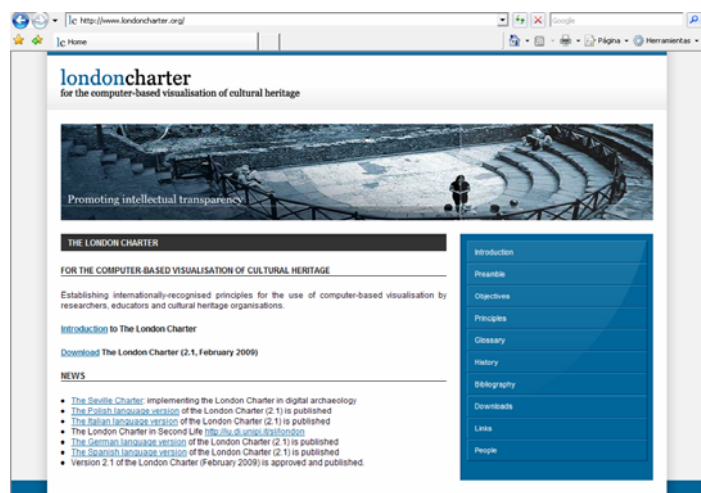 lc http://www.londoncharter.org/
Google
lc Home
Página
Herramientas
londoncharter
for the computer-based visualisation of cultural heritage
Promoting intellectual transparency
THE LONDON CHARTER
FOR THE COMPUTER-BASED VISUALISATION OF CULTURAL HERITAGE
Establishing internationally-recognised principles for the use of computer-based visualisation by
researchers, educators and cultural heritage organisations.
Introduction to The London Charter
Download The London Charter (2.1, February 2009)
NEWS
The Seville Charter: implementing the London Charter in digital archaeology
The Polish language version of the London Charter (2.1) is published
The Italian language version of the London Charter (2.1) is published
The London Charter in Second Life http://iu.di.unipi.it/sl/london
The German language version of the London Charter (2.1) is published
The Spanish language version of the London Charter (2.1) is published
Version 2.1 of the London Charter (February 2009) is approved and published.
Introduction
Preamble
Objectives
Principles
Glossary
History
Bibliography
Downloads
Links
People